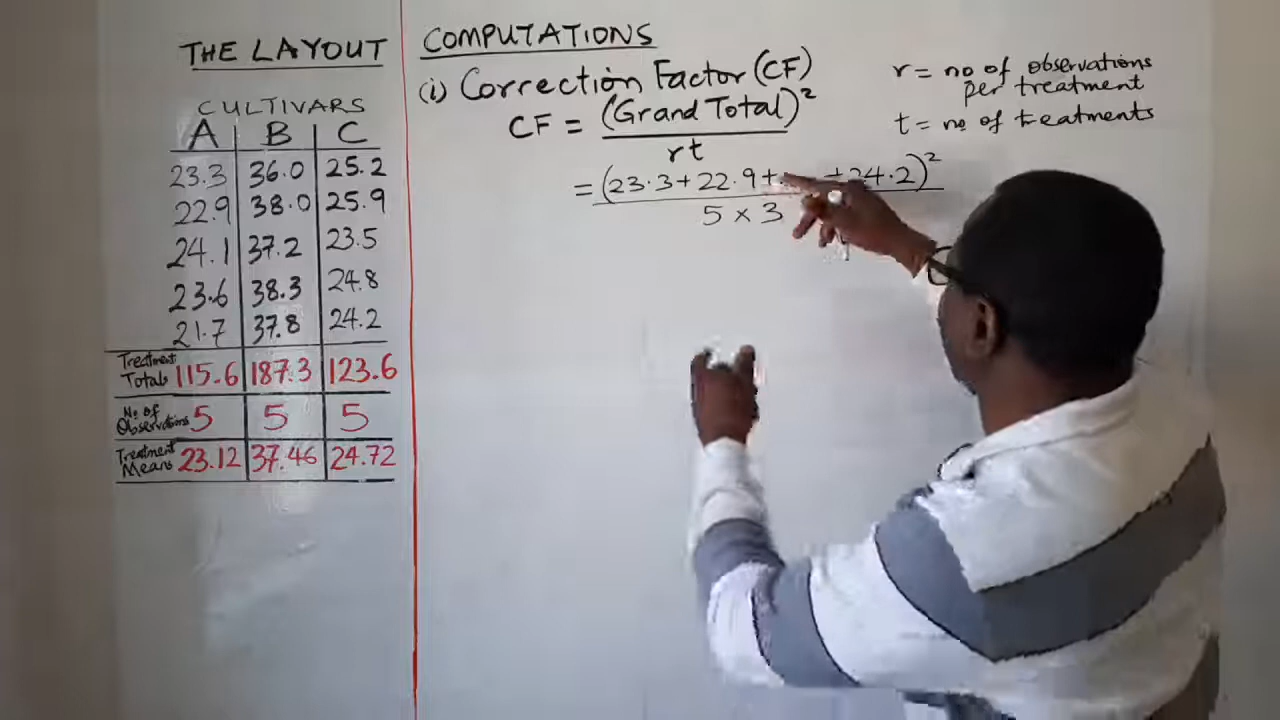 THE LAYOUT
CULTIVARS
A B C
23.3 36.0 25.2
22.9 38.0 25.9
24.1 37.2 23.5
23.6 38.3 24.8
21.7 37.8 24.2
Treatment Totals 115.6 187.3 123.6
No of Observations 5 5 5
Treatment Means 23.12 37.46 24.72
COMPUTATIONS
(i) Correction Factor (CF)
CF = (Grand Total)²
rt
= (23.3+22.9+ +24.2)²
5 × 3
r = no of observations
per treatment
t = no of treatments